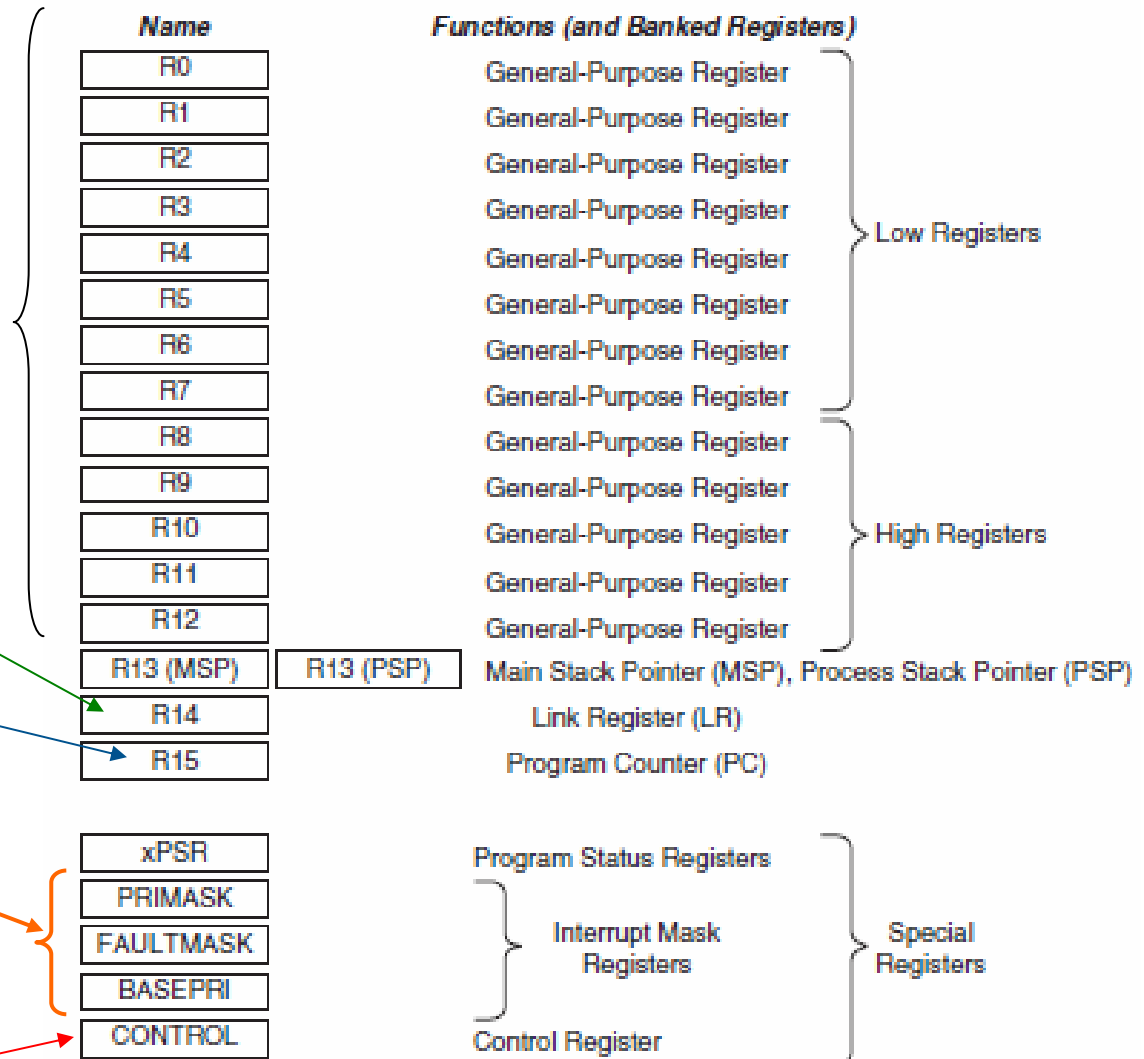 Name Functions (and Banked Registers)
R0 General-Purpose Register
R1 General-Purpose Register
R2 General-Purpose Register
R3 General-Purpose Register
Low Registers
R4 General-Purpose Register
R5 General-Purpose Register
R6 General-Purpose Register
R7 General-Purpose Register
R8 General-Purpose Register
R9 General-Purpose Register
R10 General-Purpose Register
High Registers
R11 General-Purpose Register
R12 General-Purpose Register
R13 (MSP) R13 (PSP) Main Stack Pointer (MSP), Process Stack Pointer (PSP)
R14 Link Register (LR)
R15 Program Counter (PC)
xPSR Program Status Registers
PRIMASK
FAULTMASK
Interrupt Mask
Registers
Special
Registers
BASEPRI
CONTROL Control Register